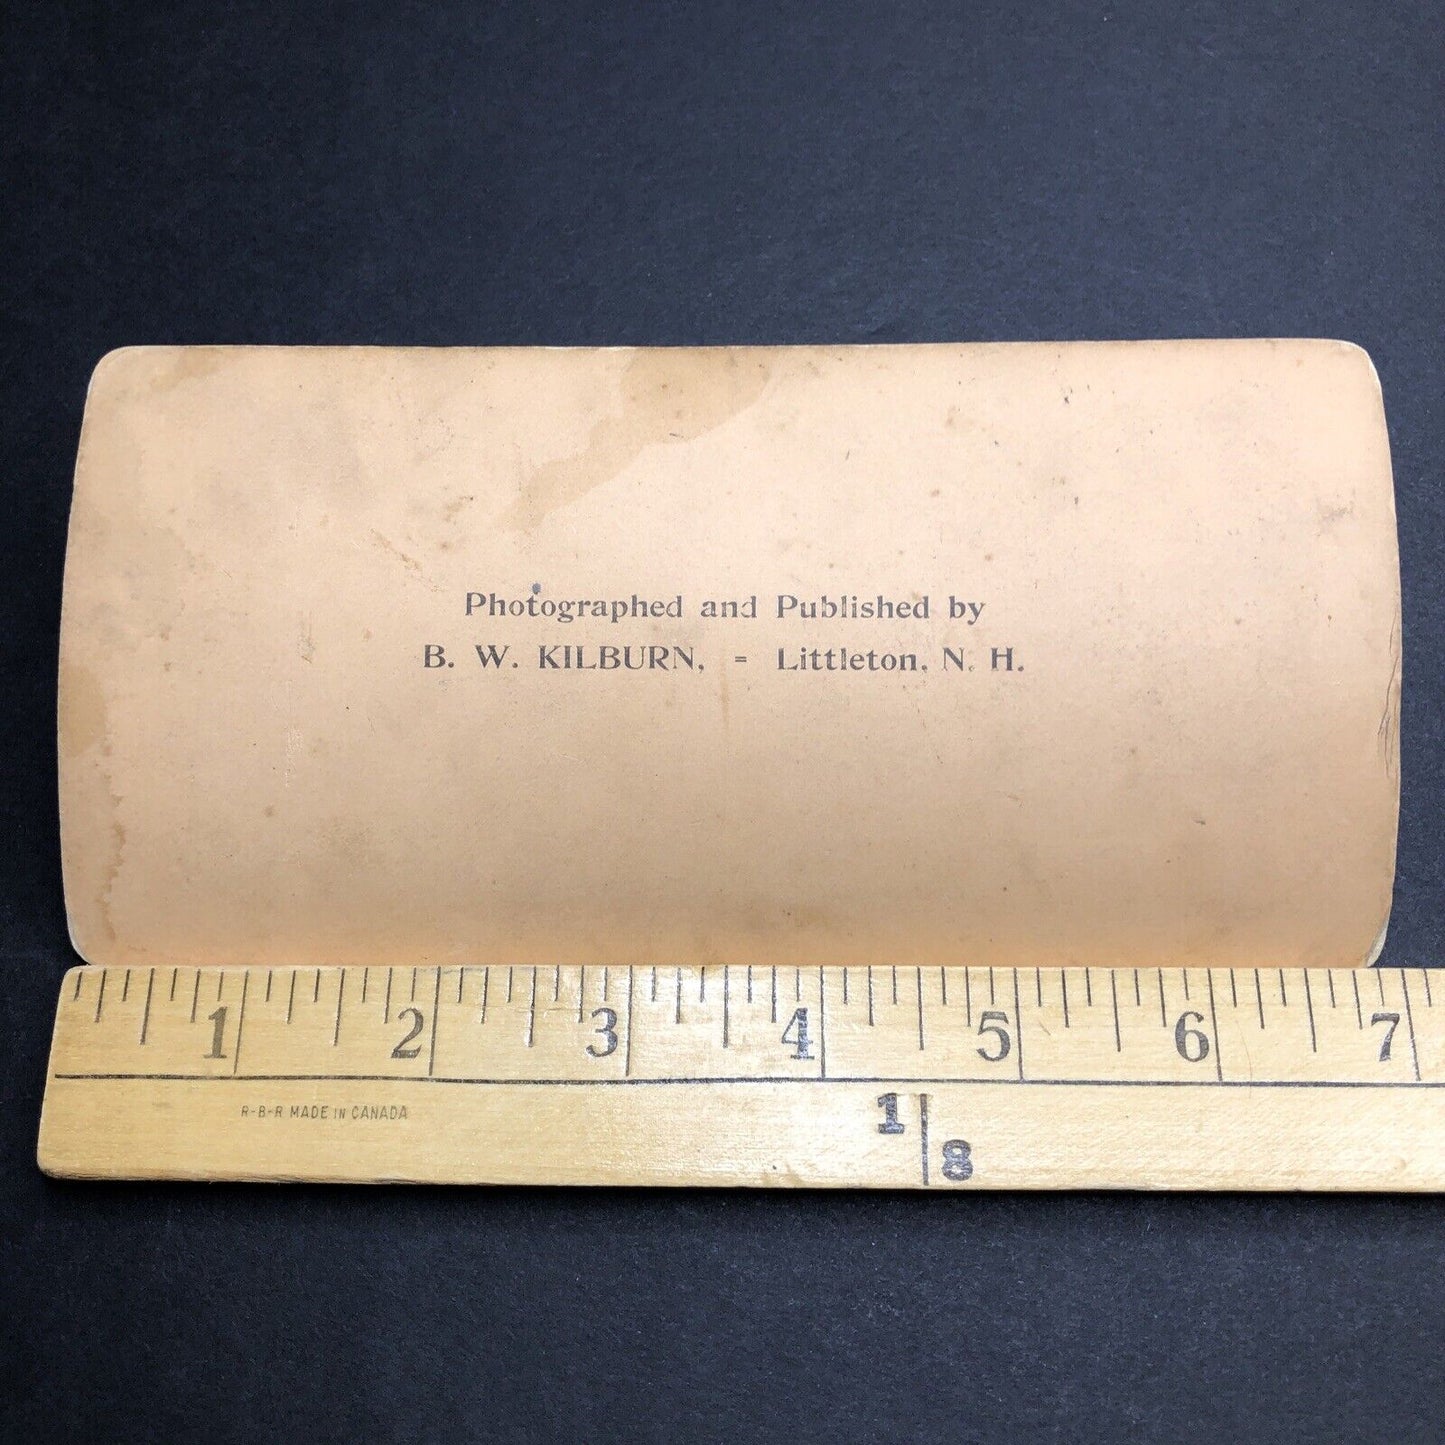 Photographed and Published by
B. W. KILBURN, = Littleton, N. H.
1 2 3 4 5 6 7
R-B-R MADE IN CANADA
1
8